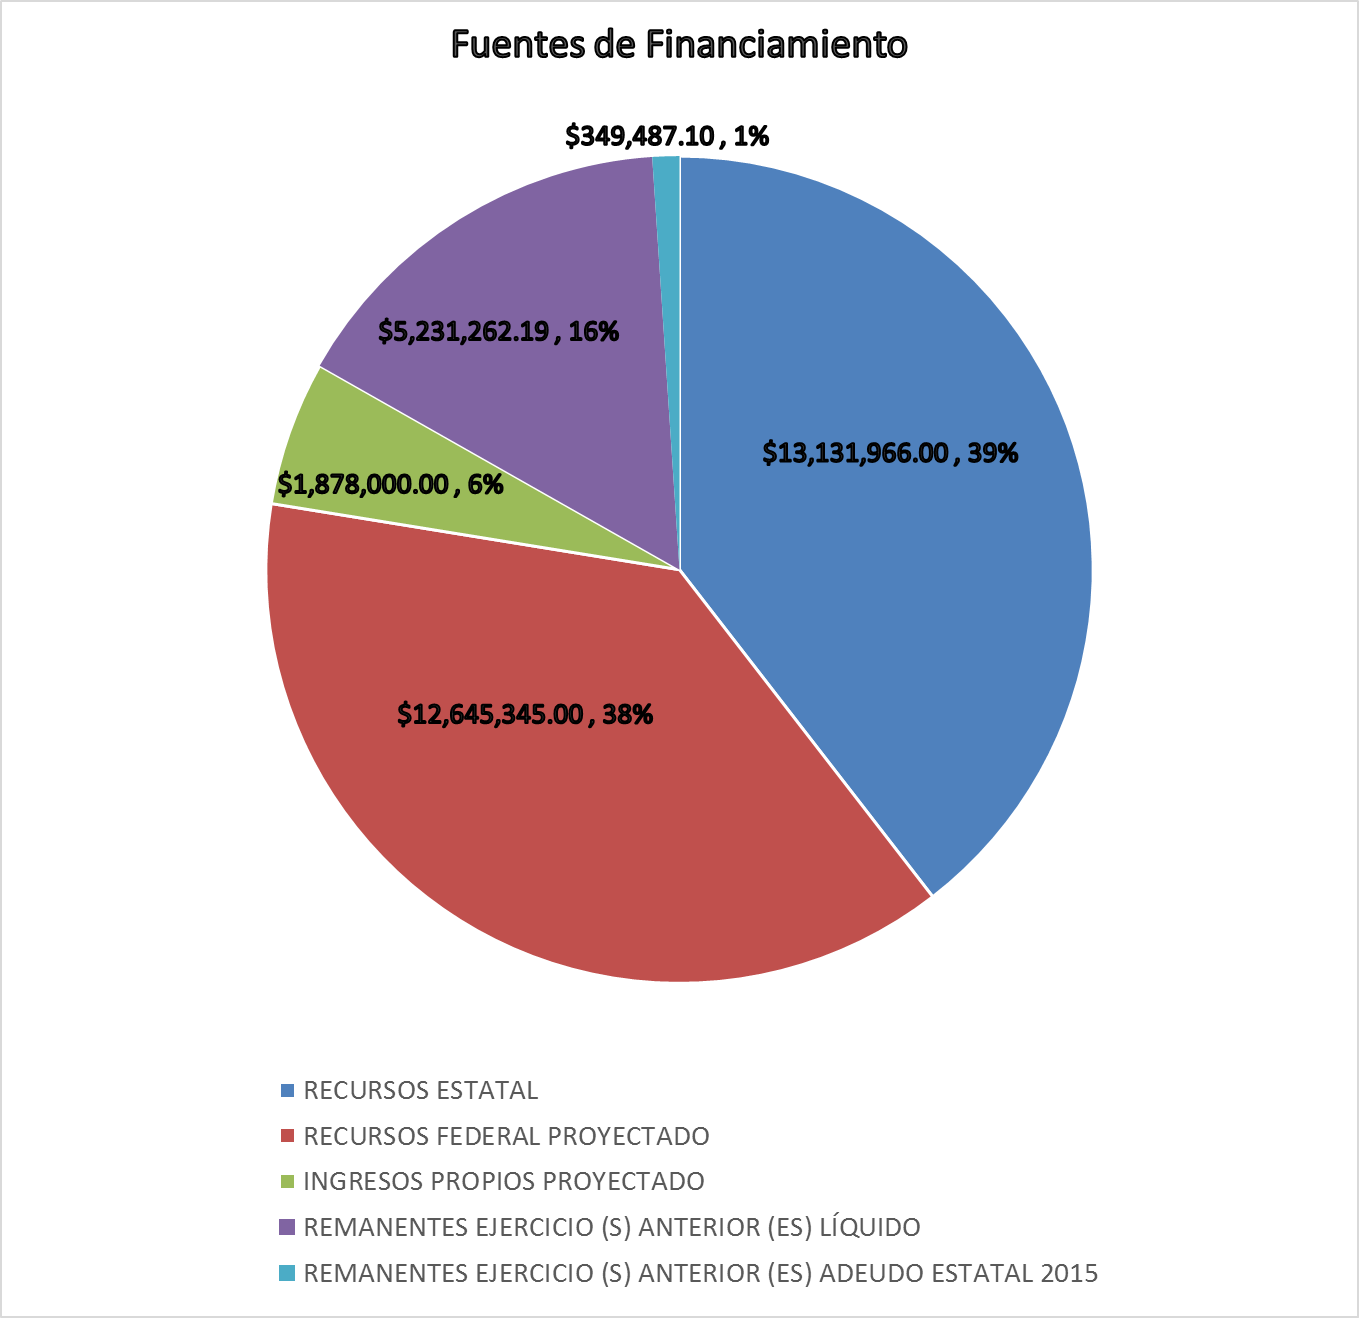 Fuentes de Financiamiento
$349,487.10 , 1%
$5,231,262.19 , 16%
$13,131,966.00 , 39%
$1,878,000.00 , 6%
$12,645,345.00 , 38%
RECURSOS ESTATAL
RECURSOS FEDERAL PROYECTADO
INGRESOS PROPIOS PROYECTADO
REMANENTES EJERCICIO (S) ANTERIOR (ES) LÍQUIDO
REMANENTES EJERCICIO (S) ANTERIOR (ES) ADEUDO ESTATAL 2015